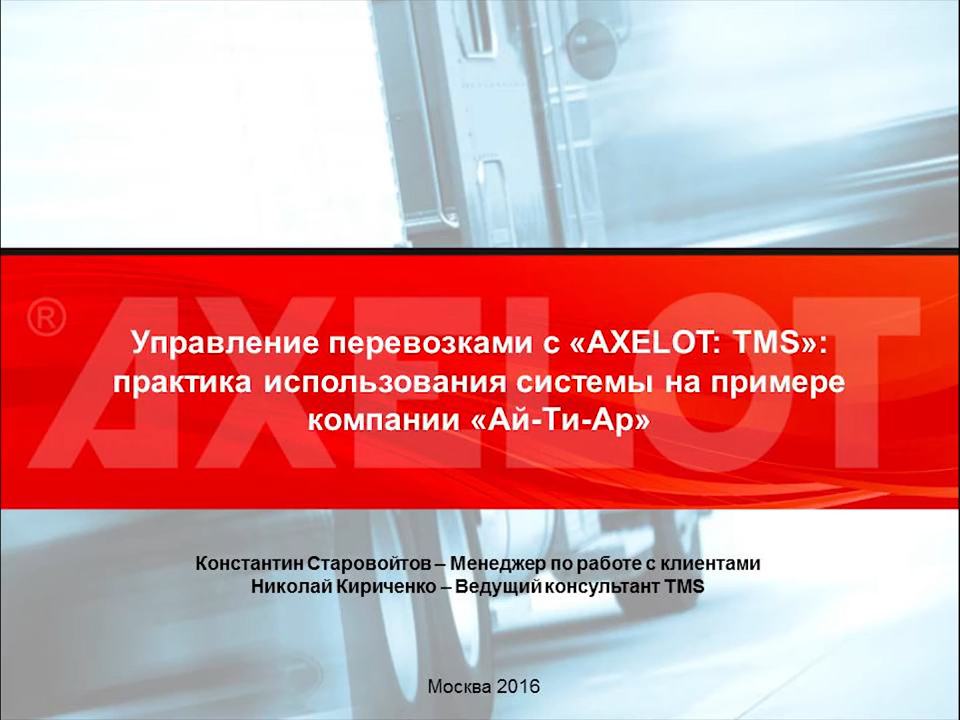 ® AXELOT
Управление перевозками с «AXELOT: TMS»:
практика использования системы на примере
компании «Ай-Ти-Ар»
Константин Старовойтов – Менеджер по работе с клиентами
Николай Кириченко – Ведущий консультант TMS
Москва 2016